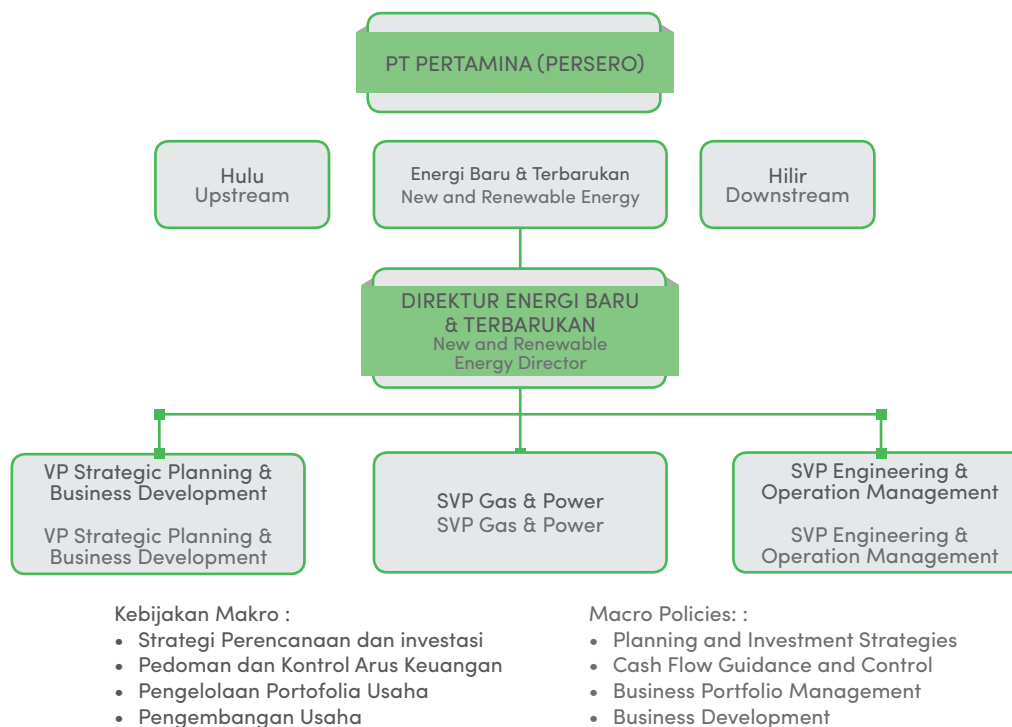 PT PERTAMINA (PERSERO)
Hulu
Upstream
Energi Baru & Terbarukan
New and Renewable Energy
Hilir
Downstream
DIREKTUR ENERGI BARU
& TERBARUKAN
New and Renewable
Energy Director
VP Strategic Planning &
Business Development
VP Strategic Planning &
Business Development
SVP Gas & Power
SVP Gas & Power
SVP Engineering &
Operation Management
SVP Engineering &
Operation Management
Kebijakan Makro :
• Strategi Perencanaan dan investasi
• Pedoman dan Kontrol Arus Keuangan
• Pengelolaan Portofolia Usaha
• Pengembangan Usaha
Macro Policies: :
• Planning and Investment Strategies
• Cash Flow Guidance and Control
• Business Portfolio Management
• Business Development